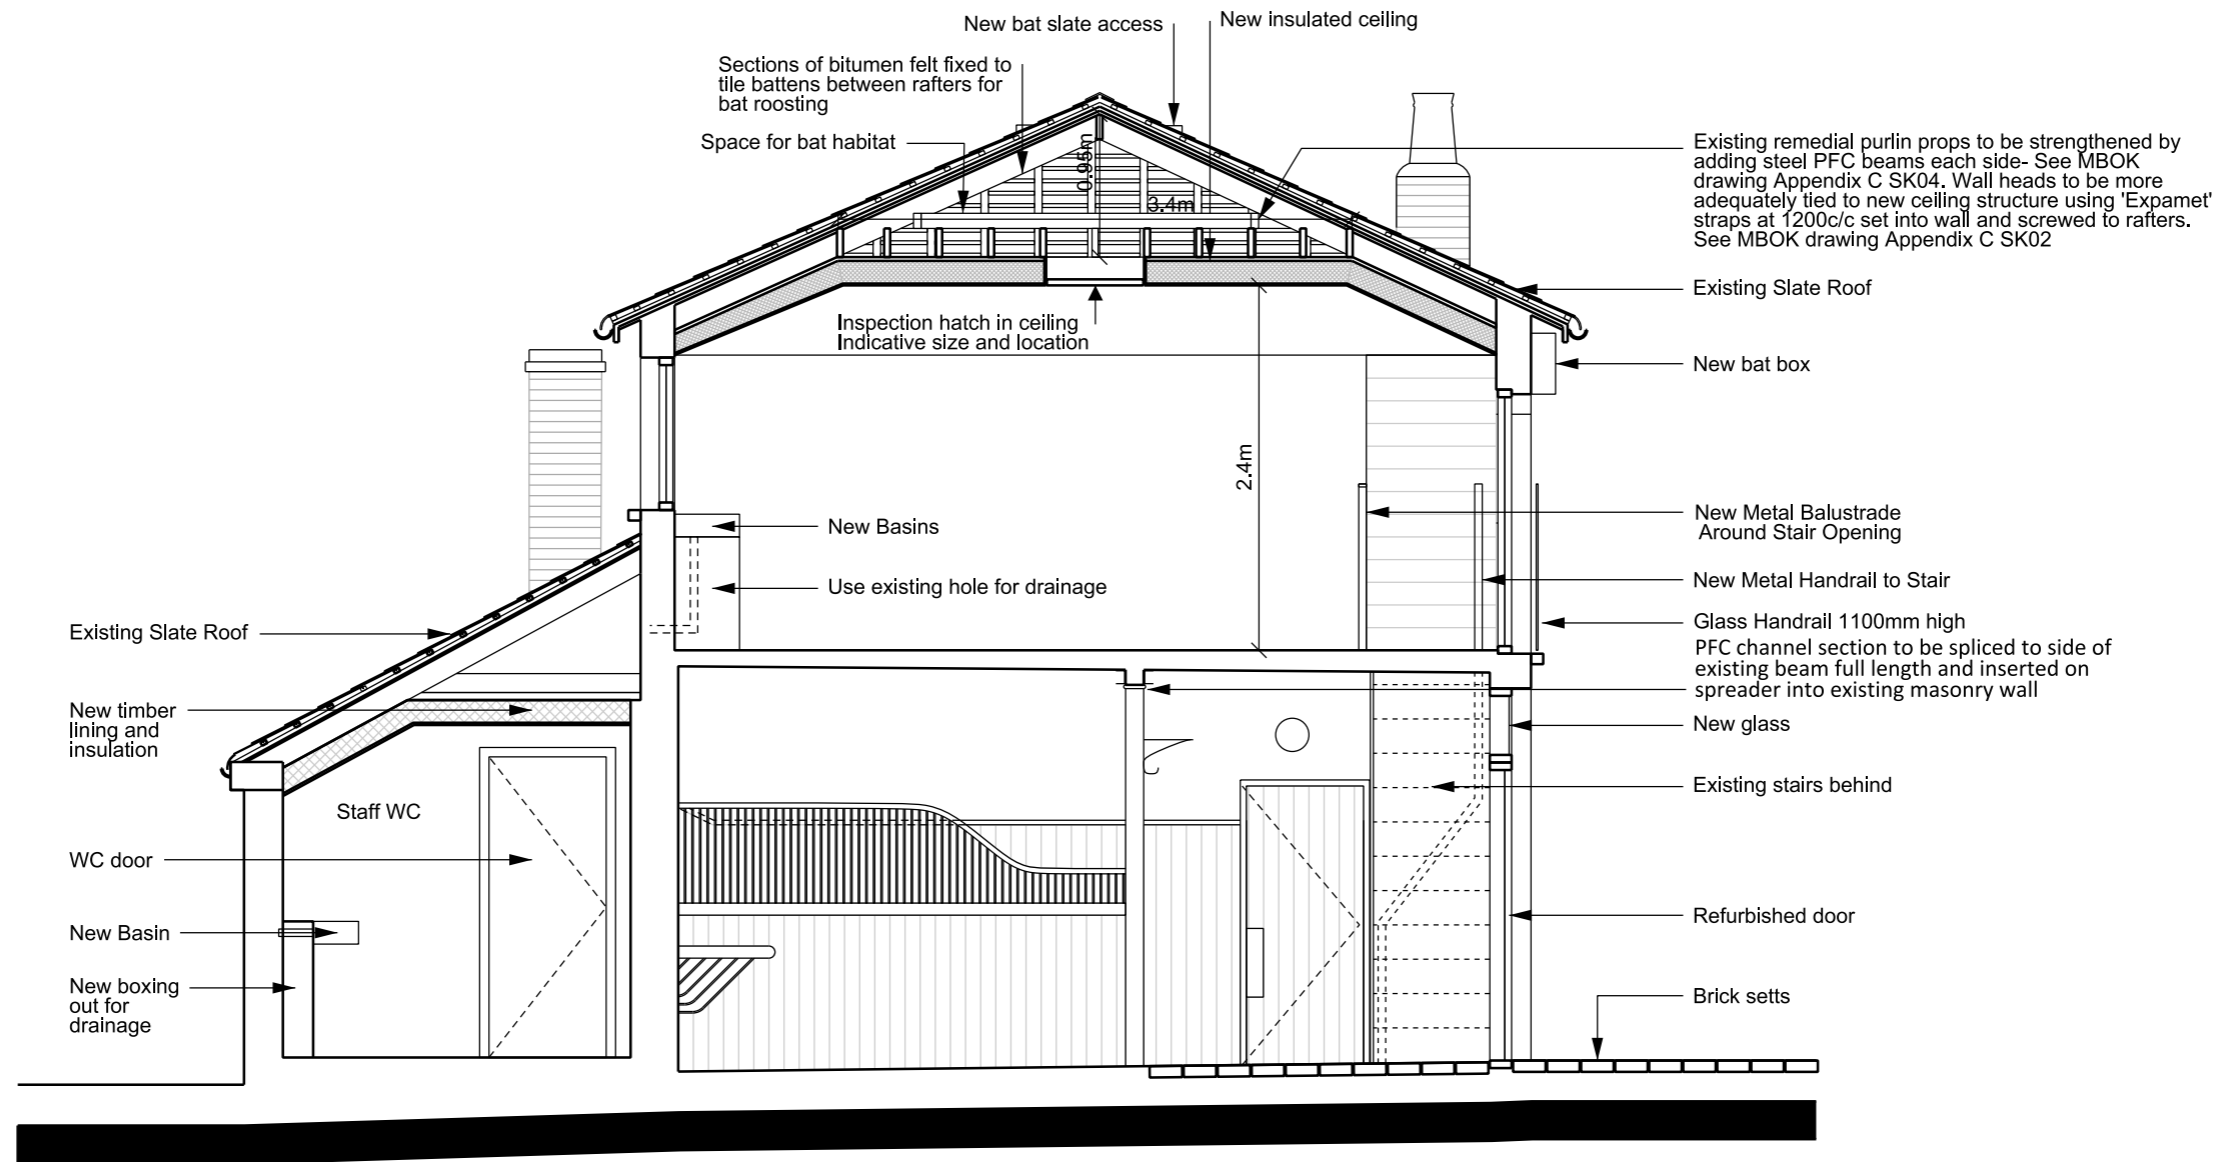 New bat slate access
New insulated ceiling
Sections of bitumen felt fixed to
tile battens between rafters for
bat roosting
Space for bat habitat
0.95m
3.4m
Existing remedial purlin props to be strengthened by
adding steel PFC beams each side- See MBOK
drawing Appendix C SK04. Wall heads to be more
adequately tied to new ceiling structure using 'Expamet'
straps at 1200c/c set into wall and screwed to rafters.
See MBOK drawing Appendix C SK02
Existing Slate Roof
Inspection hatch in ceiling
Indicative size and location
New bat box
2.4m
New Basins
Use existing hole for drainage
New Metal Balustrade
Around Stair Opening
New Metal Handrail to Stair
Glass Handrail 1100mm high
PFC channel section to be spliced to side of
existing beam full length and inserted on
spreader into existing masonry wall
New glass
Existing stairs behind
Refurbished door
Brick setts
Existing Slate Roof
New timber
lining and
insulation
Staff WC
WC door
New Basin
New boxing
out for
drainage